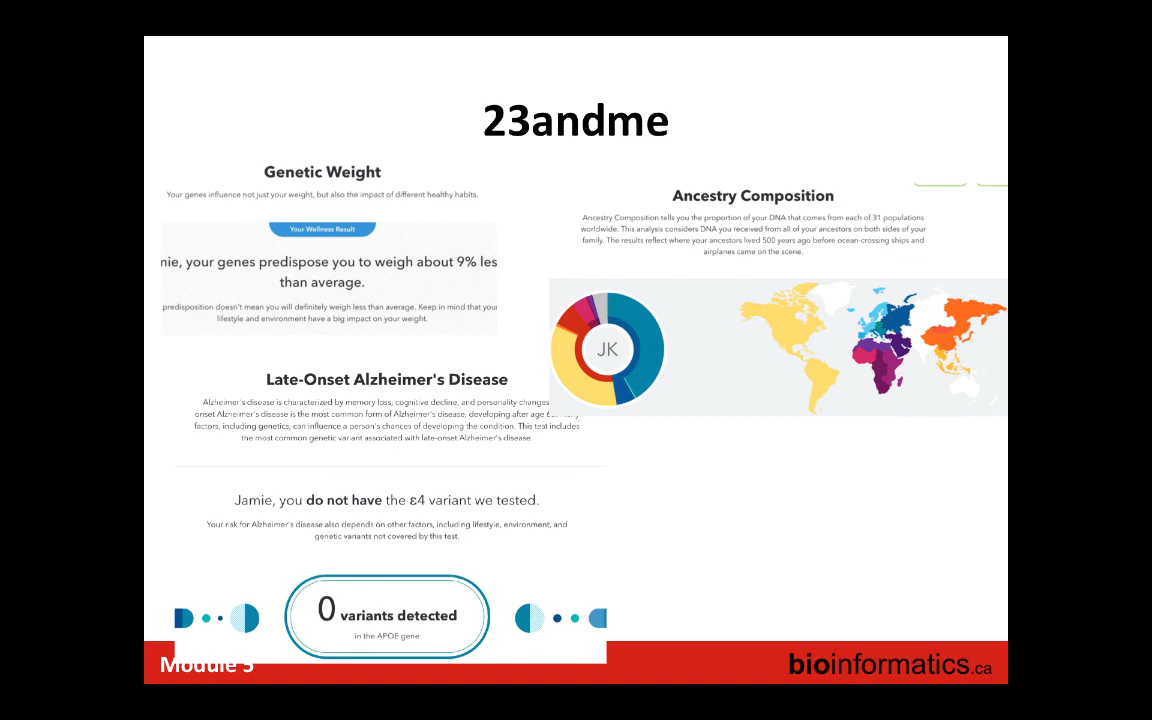 23andme
Genetic Weight
Your genes influence not just your weight, but also the impact of different healthy habits.
Your Wellness Result
nie, your genes predispose you to weigh about 9% les
than average.
predisposition doesn't mean you will definitely weigh less than average. Keep in mind that your
lifestyle and environment have a big impact on your weight.
Late-Onset Alzheimer's Disease
Alzheimer's disease is characterized by memory loss, cognitive decline, and personality changes
onset Alzheimer's disease is the most common form of Alzheimer's disease, developing after age
factors, including genetics, can influence a person's chances of developing the condition. This test includes
the most common genetic variant associated with late-onset Alzheimer's disease.
Jamie, you do not have the ε4 variant we tested.
Your risk for Alzheimer's disease also depends on other factors, including lifestyle, environment, and
genetic variants not covered by this test.
0 variants detected
in the APOE gene
Ancestry Composition
Ancestry Composition tells you the proportion of your DNA that comes from each of 31 populations
worldwide. This analysis considers DNA you received from all of your ancestors on both sides of your
family. The results reflect where your ancestors lived 500 years ago before ocean-crossing ships and
airplanes came on the scene.
JK
Module 5
bioinformatics.ca